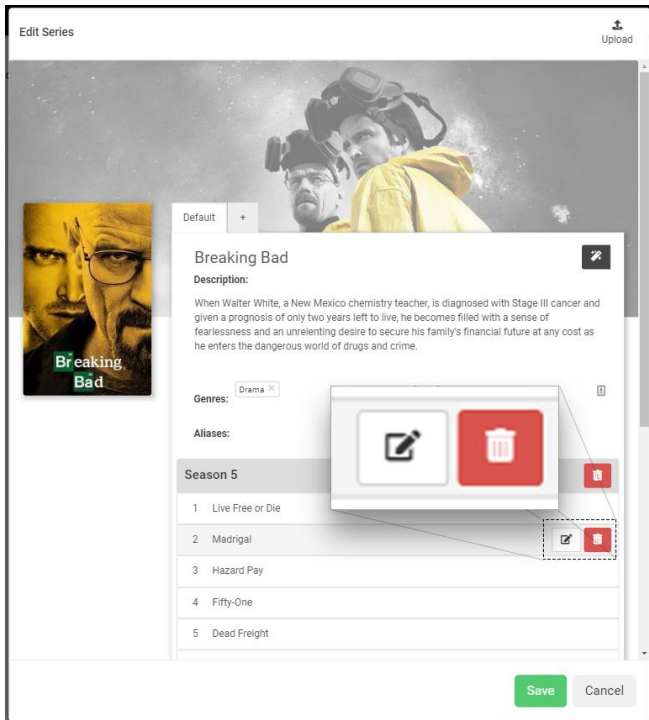 Edit Series
Upload
Default +
Breaking Bad
Description:
When Walter White, a New Mexico chemistry teacher, is diagnosed with Stage III cancer and
given a prognosis of only two years left to live, he becomes filled with a sense of
fearlessness and an unrelenting desire to secure his family's financial future at any cost as
he enters the dangerous world of drugs and crime.
Breaking
Bad
Genres: Drama ×
Aliases:
Season 5
1 Live Free or Die
2 Madrigal
3 Hazard Pay
4 Fifty-One
5 Dead Freight
Save Cancel